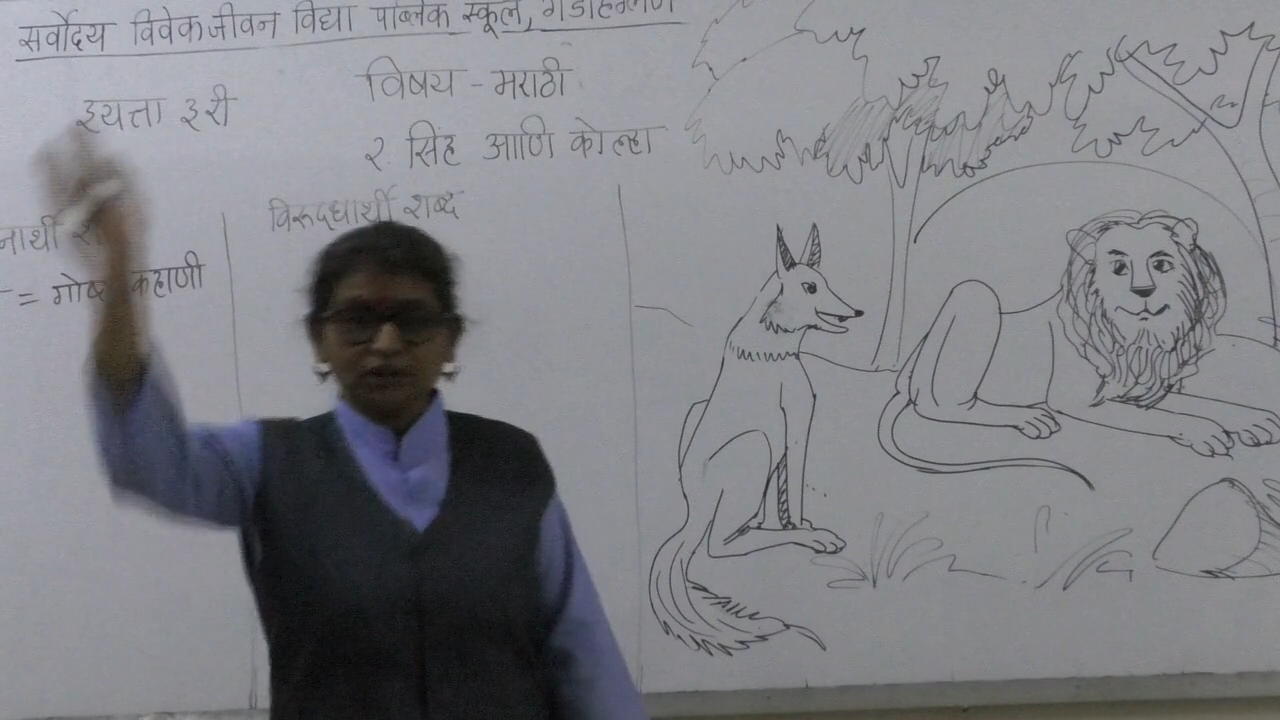 सर्वोदय विवेकजीवन विद्या पब्लिक स्कूल,
इयत्ता ३री
विषय - मराठी
२. सिंह आणि कोल्हा
विरूद्धार्थी शब्द
= गोष्ट कहाणी